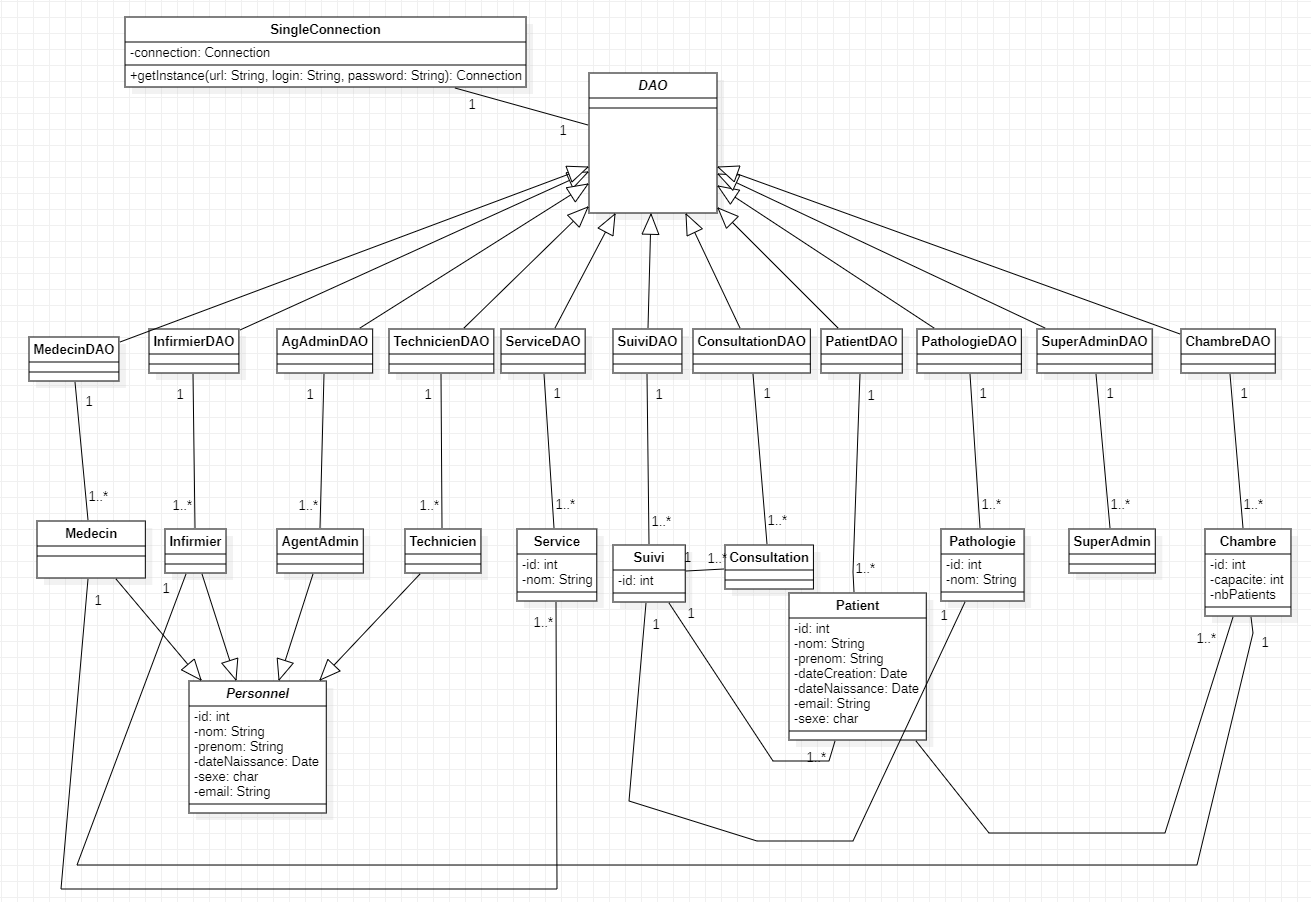 SingleConnection
-connection: Connection
+getInstance(url: String, login: String, password: String): Connection
1
1
DAO
MedecinDAO
InfirmierDAO
AgAdminDAO
TechnicienDAO
ServiceDAO
SuiviDAO
ConsultationDAO
PatientDAO
PathologieDAO
SuperAdminDAO
ChambreDAO
1
1
1
1
1
1
1
1
1
1
1
1..*
1..*
1..*
1..*
1..*
1..*
1..*
1..*
1..*
1..*
1..*
Medecin
Infirmier
AgentAdmin
Technicien
Service
-id: int
-nom: String
Suivi
-id: int
1
1..*
Consultation
Pathologie
-id: int
-nom: String
SuperAdmin
Chambre
-id: int
-capacite: int
-nbPatients
1
1
1..*
1
1
1
1..*
1
Patient
-id: int
-nom: String
-prenom: String
-dateCreation: Date
-dateNaissance: Date
-email: String
-sexe: char
1..*
Personnel
-id: int
-nom: String
-prenom: String
-dateNaissance: Date
-sexe: char
-email: String